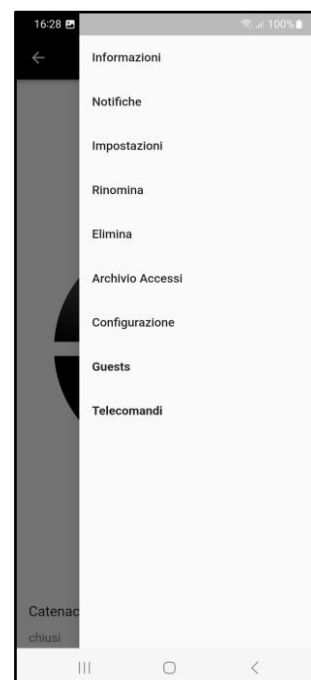 16:28 100%
Informazioni
Notifiche
Impostazioni
Rinomina
Elimina
Archivio Accessi
Configurazione
Guests
Telecomandi
Catenac
chiusi